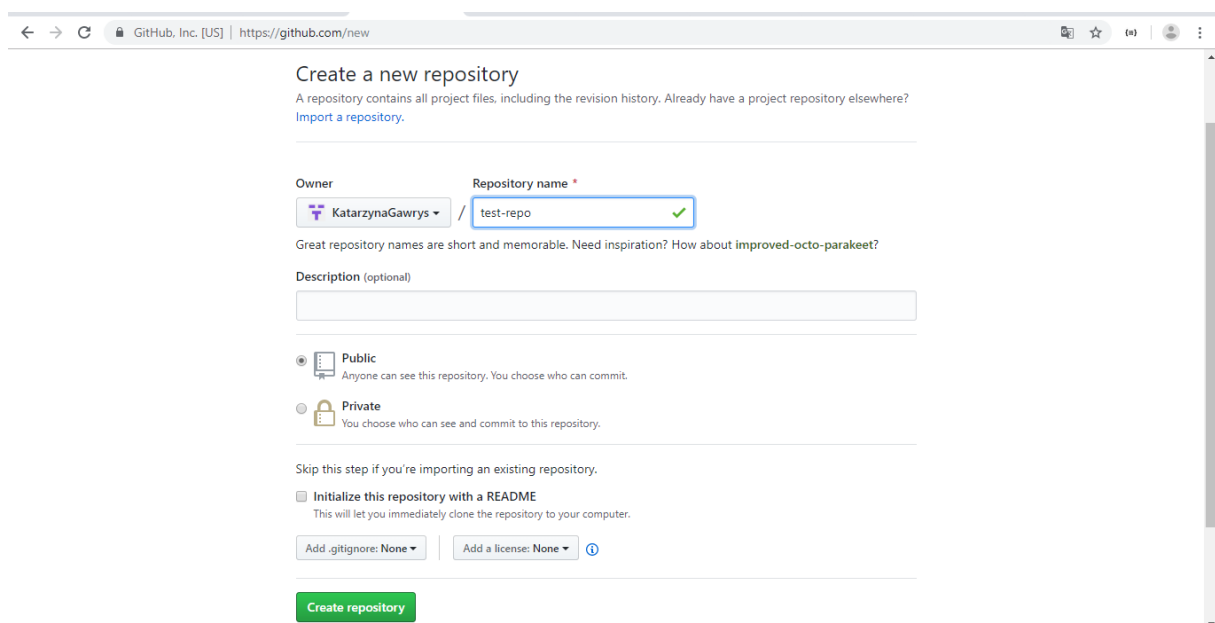 GitHub, Inc. [US] | https://github.com/new
Create a new repository
A repository contains all project files, including the revision history. Already have a project repository elsewhere?
Import a repository.
Owner Repository name *
KatarzynaGawrys / test-repo
Great repository names are short and memorable. Need inspiration? How about improved-octo-parakeet?
Description (optional)
Public
Anyone can see this repository. You choose who can commit.
Private
You choose who can see and commit to this repository.
Skip this step if you're importing an existing repository.
Initialize this repository with a README
This will let you immediately clone the repository to your computer.
Add .gitignore: None Add a license: None
Create repository